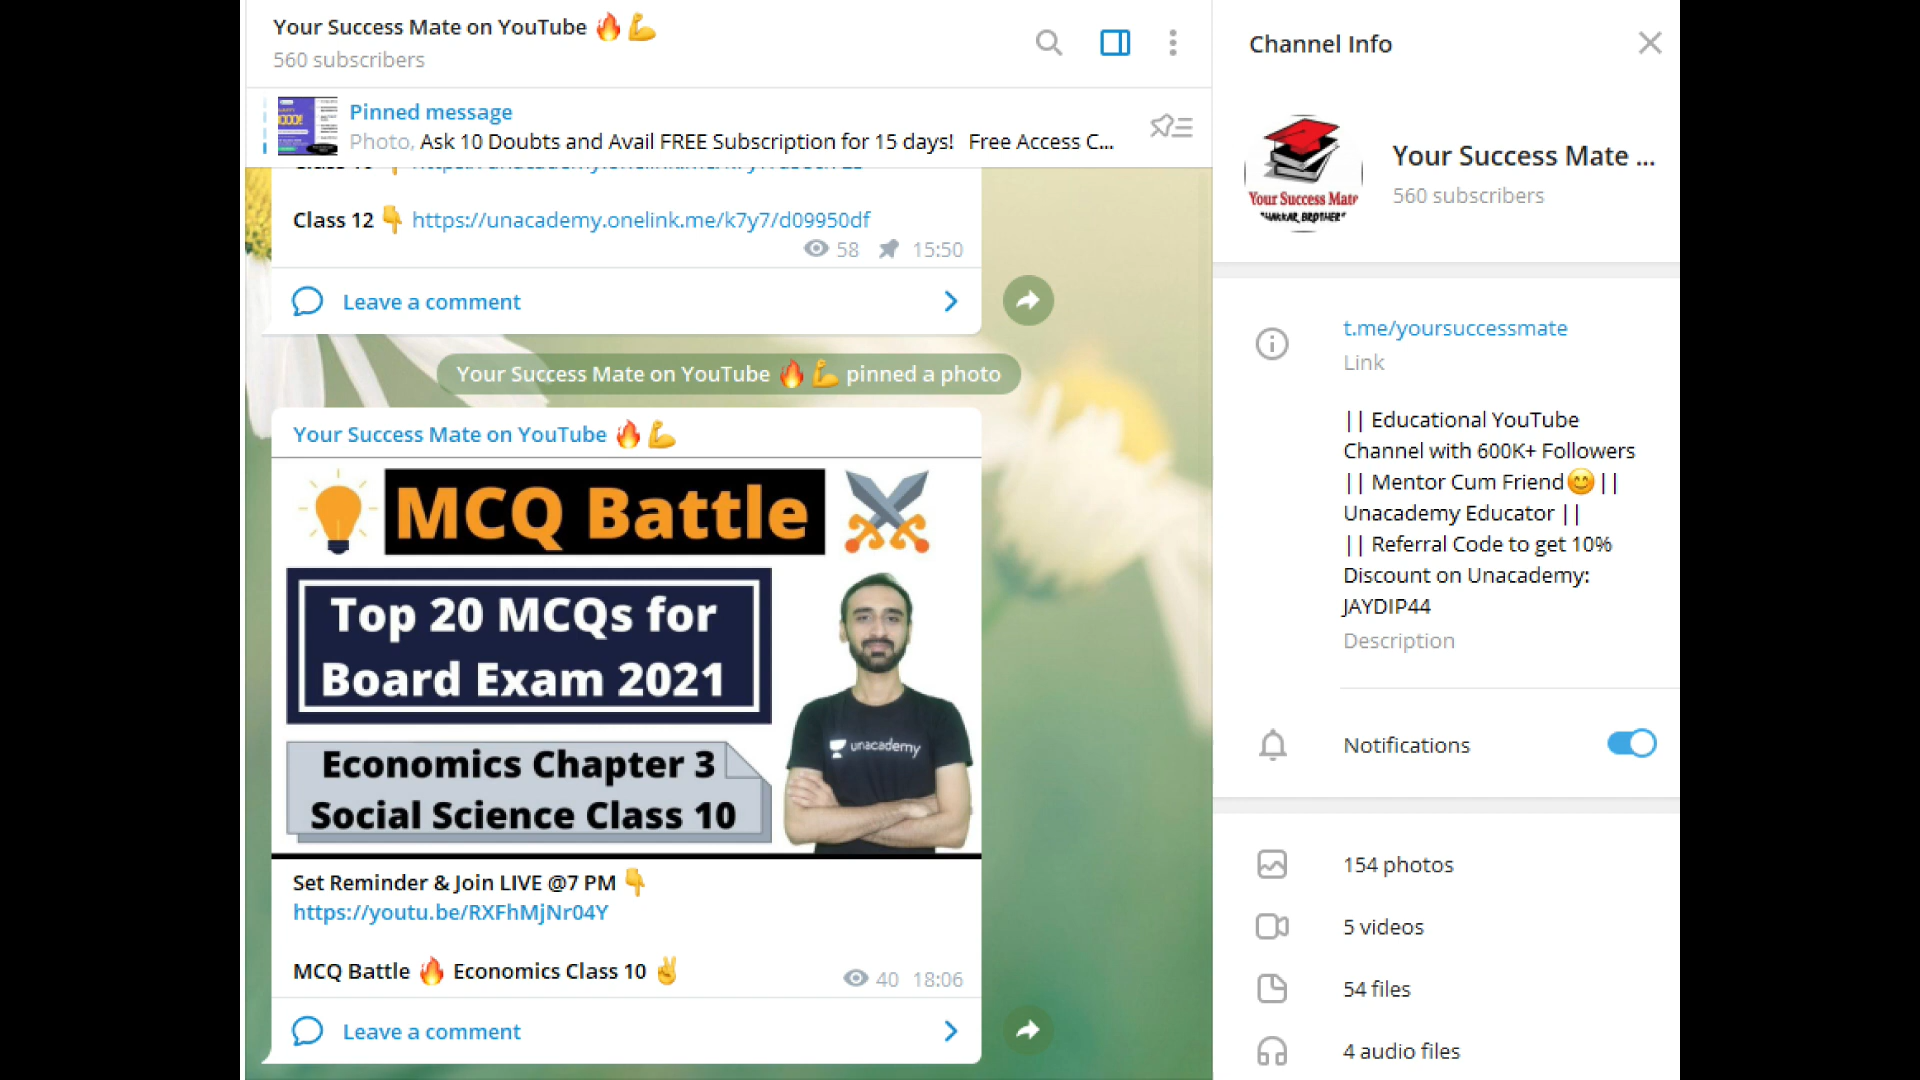 Your Success Mate on YouTube 🔥💪
560 subscribers
Pinned message
Photo, Ask 10 Doubts and Avail FREE Subscription for 15 days! Free Access C...
Class 12 👇 https://unacademy.onelink.me/k7y7/d09950df
58 15:50
Leave a comment
Your Success Mate on YouTube 🔥💪 pinned a photo
Your Success Mate on YouTube 🔥💪
MCQ Battle
Top 20 MCQs for
Board Exam 2021
unacademy
Economics Chapter 3
Social Science Class 10
Set Reminder & Join LIVE @7 PM 👇
https://youtu.be/RXFhMjNr04Y
MCQ Battle 🔥 Economics Class 10 ✌
40 18:06
Leave a comment
Channel Info
Your Success Mate
Your Success Mate ...
560 subscribers
t.me/yoursuccessmate
Link
|| Educational YouTube
Channel with 600K+ Followers
|| Mentor Cum Friend😊||
Unacademy Educator ||
|| Referral Code to get 10%
Discount on Unacademy:
JAYDIP44
Description
Notifications
154 photos
5 videos
54 files
4 audio files